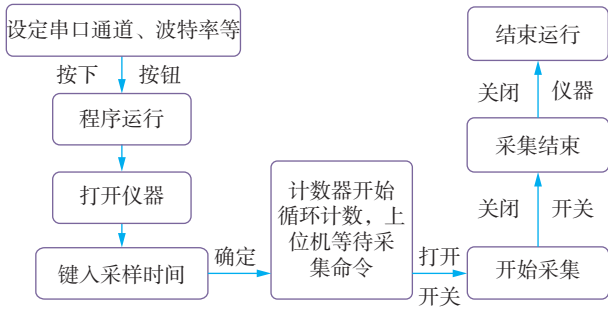 设定串口通道、波特率等
按下 按钮
程序运行
打开仪器
键入采样时间
确定
计数器开始
循环计数，上
位机等待采
集命令
打开
开关
开始采集
关闭 开关
采集结束
关闭 仪器
结束运行